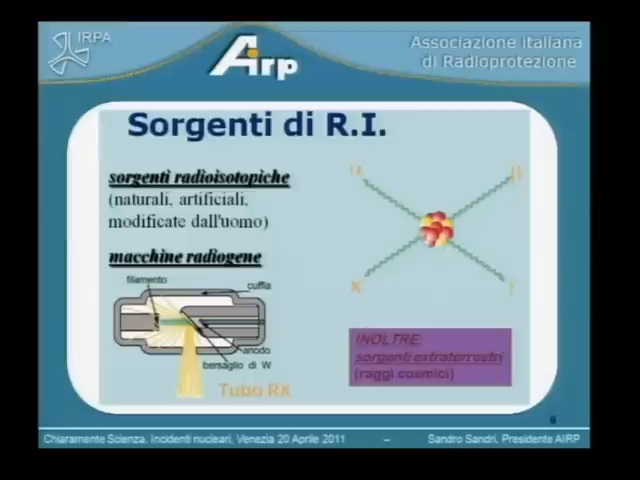 IRPA
Airp
Associazione Italiana
di Radioprotezione
Sorgenti di R.I.
sorgenti radioisotopiche
(naturali, artificiali,
modificate dall'uomo)
macchine radiogene
filamento
cuffia
anodo
bersaglio di W
Tubo RX
X
INOLTRE:
sorgenti extraterrestri
(raggi cosmici)
6
Chiaramente Scienza, Incidenti nucleari, Venezia 20 Aprile 2011 – Sandro Sandri, Presidente AIRP